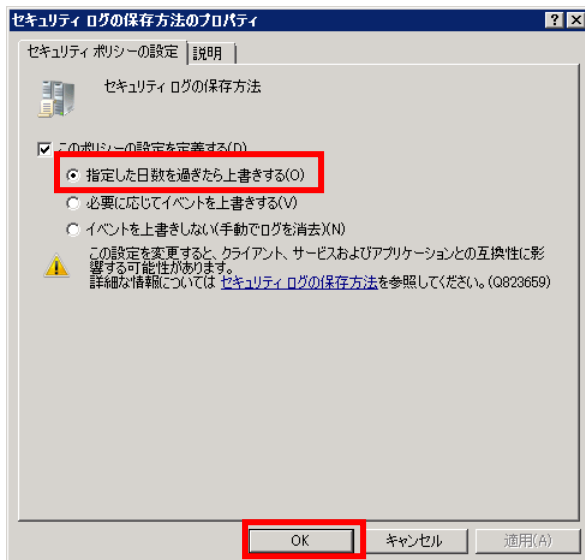 セキュリティ ログの保存方法のプロパティ
セキュリティ ポリシーの設定 説明
セキュリティ ログの保存方法
このポリシーの設定を定義する(D)
指定した日数を過ぎたら上書きする(O)
必要に応じてイベントを上書きする(V)
イベントを上書きしない(手動でログを消去)(N)
この設定を変更すると、クライアント、サービスおよびアプリケーションとの互換性に影
響する可能性があります。
詳細な情報については セキュリティ ログの保存方法を参照してください。(Q823659)
OK キャンセル 適用(A)